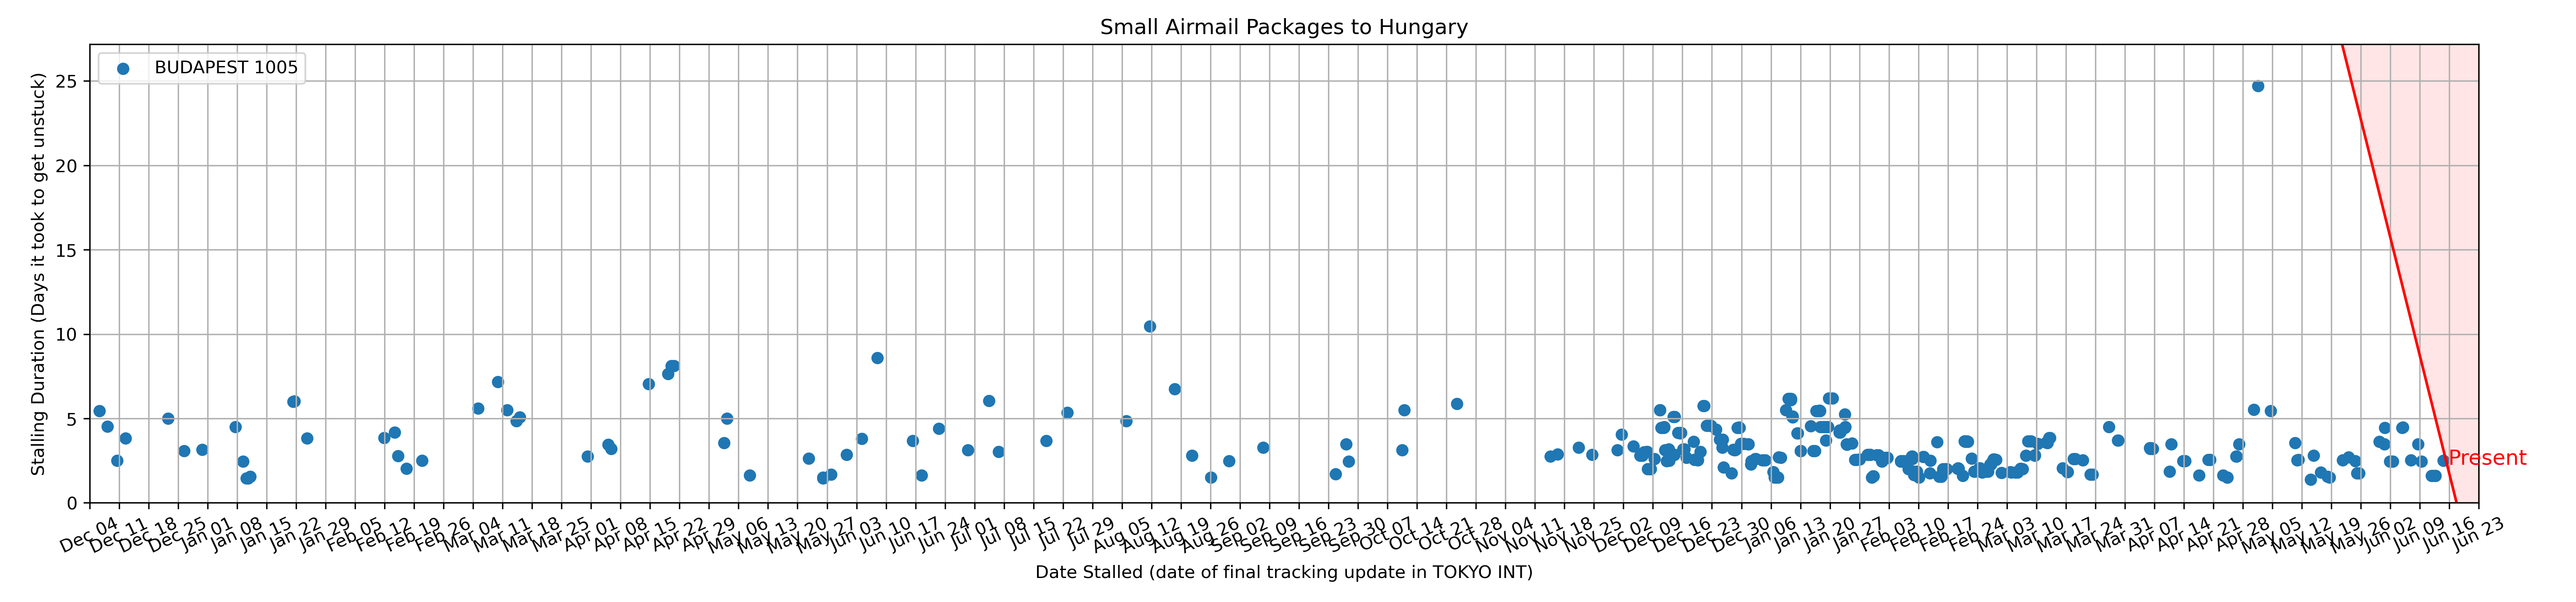 Small Airmail Packages to Hungary
BUDAPEST 1005
Stalling Duration (Days it took to get unstuck)
25
20
15
10
5
0
Present
Dec 04
Dec 11
Dec 18
Dec 25
Jan 01
Jan 08
Jan 15
Jan 22
Jan 29
Feb 05
Feb 12
Feb 19
Feb 26
Mar 04
Mar 11
Mar 18
Mar 25
Apr 01
Apr 08
Apr 15
Apr 22
Apr 29
May 06
May 13
May 20
May 27
Jun 03
Jun 10
Jun 17
Jun 24
Jul 01
Jul 08
Jul 15
Jul 22
Jul 29
Aug 05
Aug 12
Aug 19
Aug 26
Sep 02
Sep 09
Sep 16
Sep 23
Sep 30
Oct 07
Oct 14
Oct 21
Oct 28
Nov 04
Nov 11
Nov 18
Nov 25
Dec 02
Dec 09
Dec 16
Dec 23
Dec 30
Jan 06
Jan 13
Jan 20
Jan 27
Feb 03
Feb 10
Feb 17
Feb 24
Mar 03
Mar 10
Mar 17
Mar 24
Mar 31
Apr 07
Apr 14
Apr 21
Apr 28
May 05
May 12
May 19
May 26
Jun 02
Jun 09
Jun 16
Jun 23
Date Stalled (date of final tracking update in TOKYO INT)